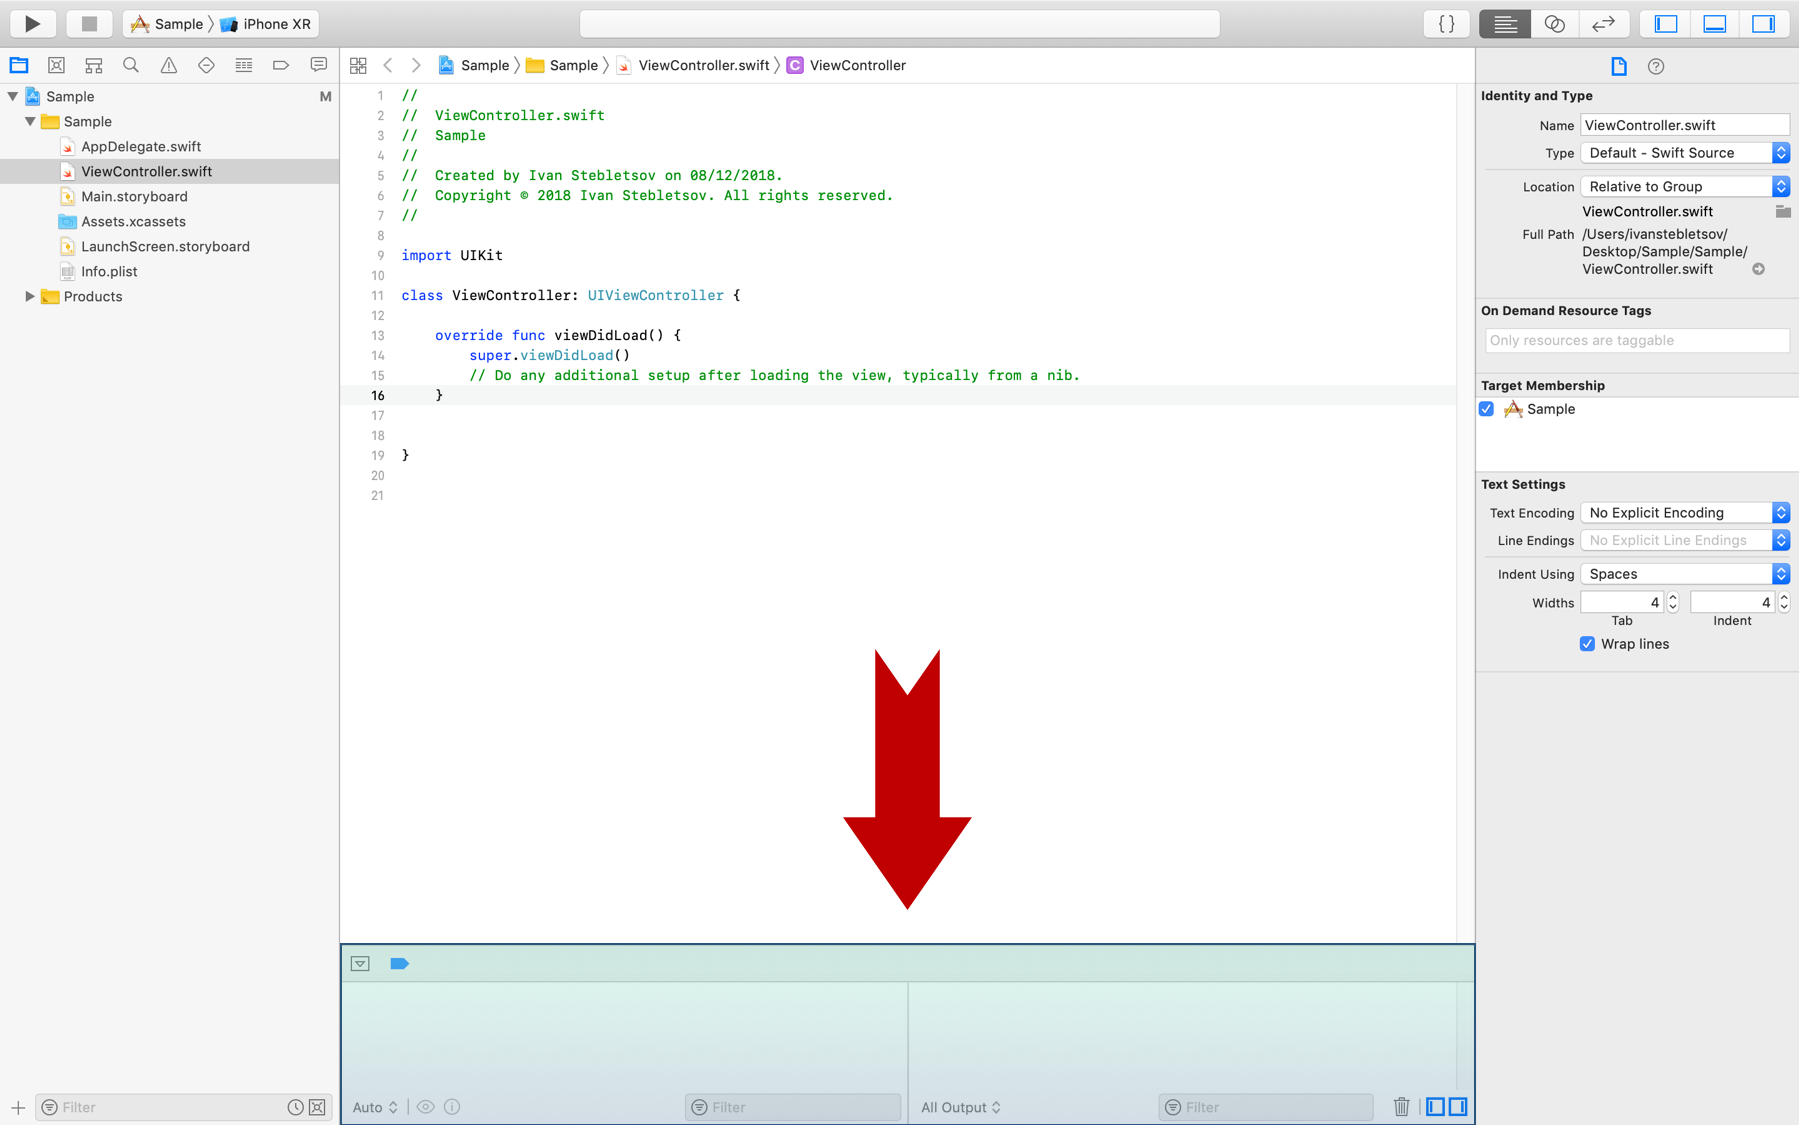 Sample iPhone XR { }
Sample M
Sample
AppDelegate.swift
ViewController.swift
Main.storyboard
Assets.xcassets
LaunchScreen.storyboard
Info.plist
Products
Filter
Sample Sample ViewController.swift C ViewController
1 //
2 //  ViewController.swift
3 //  Sample
4 //
5 //  Created by Ivan Stebletsov on 08/12/2018.
6 //  Copyright © 2018 Ivan Stebletsov. All rights reserved.
7 //
8
9 import UIKit
10
11 class ViewController: UIViewController {
12
13     override func viewDidLoad() {
14         super.viewDidLoad()
15         // Do any additional setup after loading the view, typically from a nib.
16     }
17
18
19 }
20
21
Auto Filter
All Output Filter
Identity and Type
Name ViewController.swift
Type Default - Swift Source
Location Relative to Group
ViewController.swift
Full Path /Users/ivanstebletsov/
Desktop/Sample/Sample/
ViewController.swift
On Demand Resource Tags
Only resources are taggable
Target Membership
Sample
Text Settings
Text Encoding No Explicit Encoding
Line Endings No Explicit Line Endings
Indent Using Spaces
Widths 4 4
Tab Indent
Wrap lines